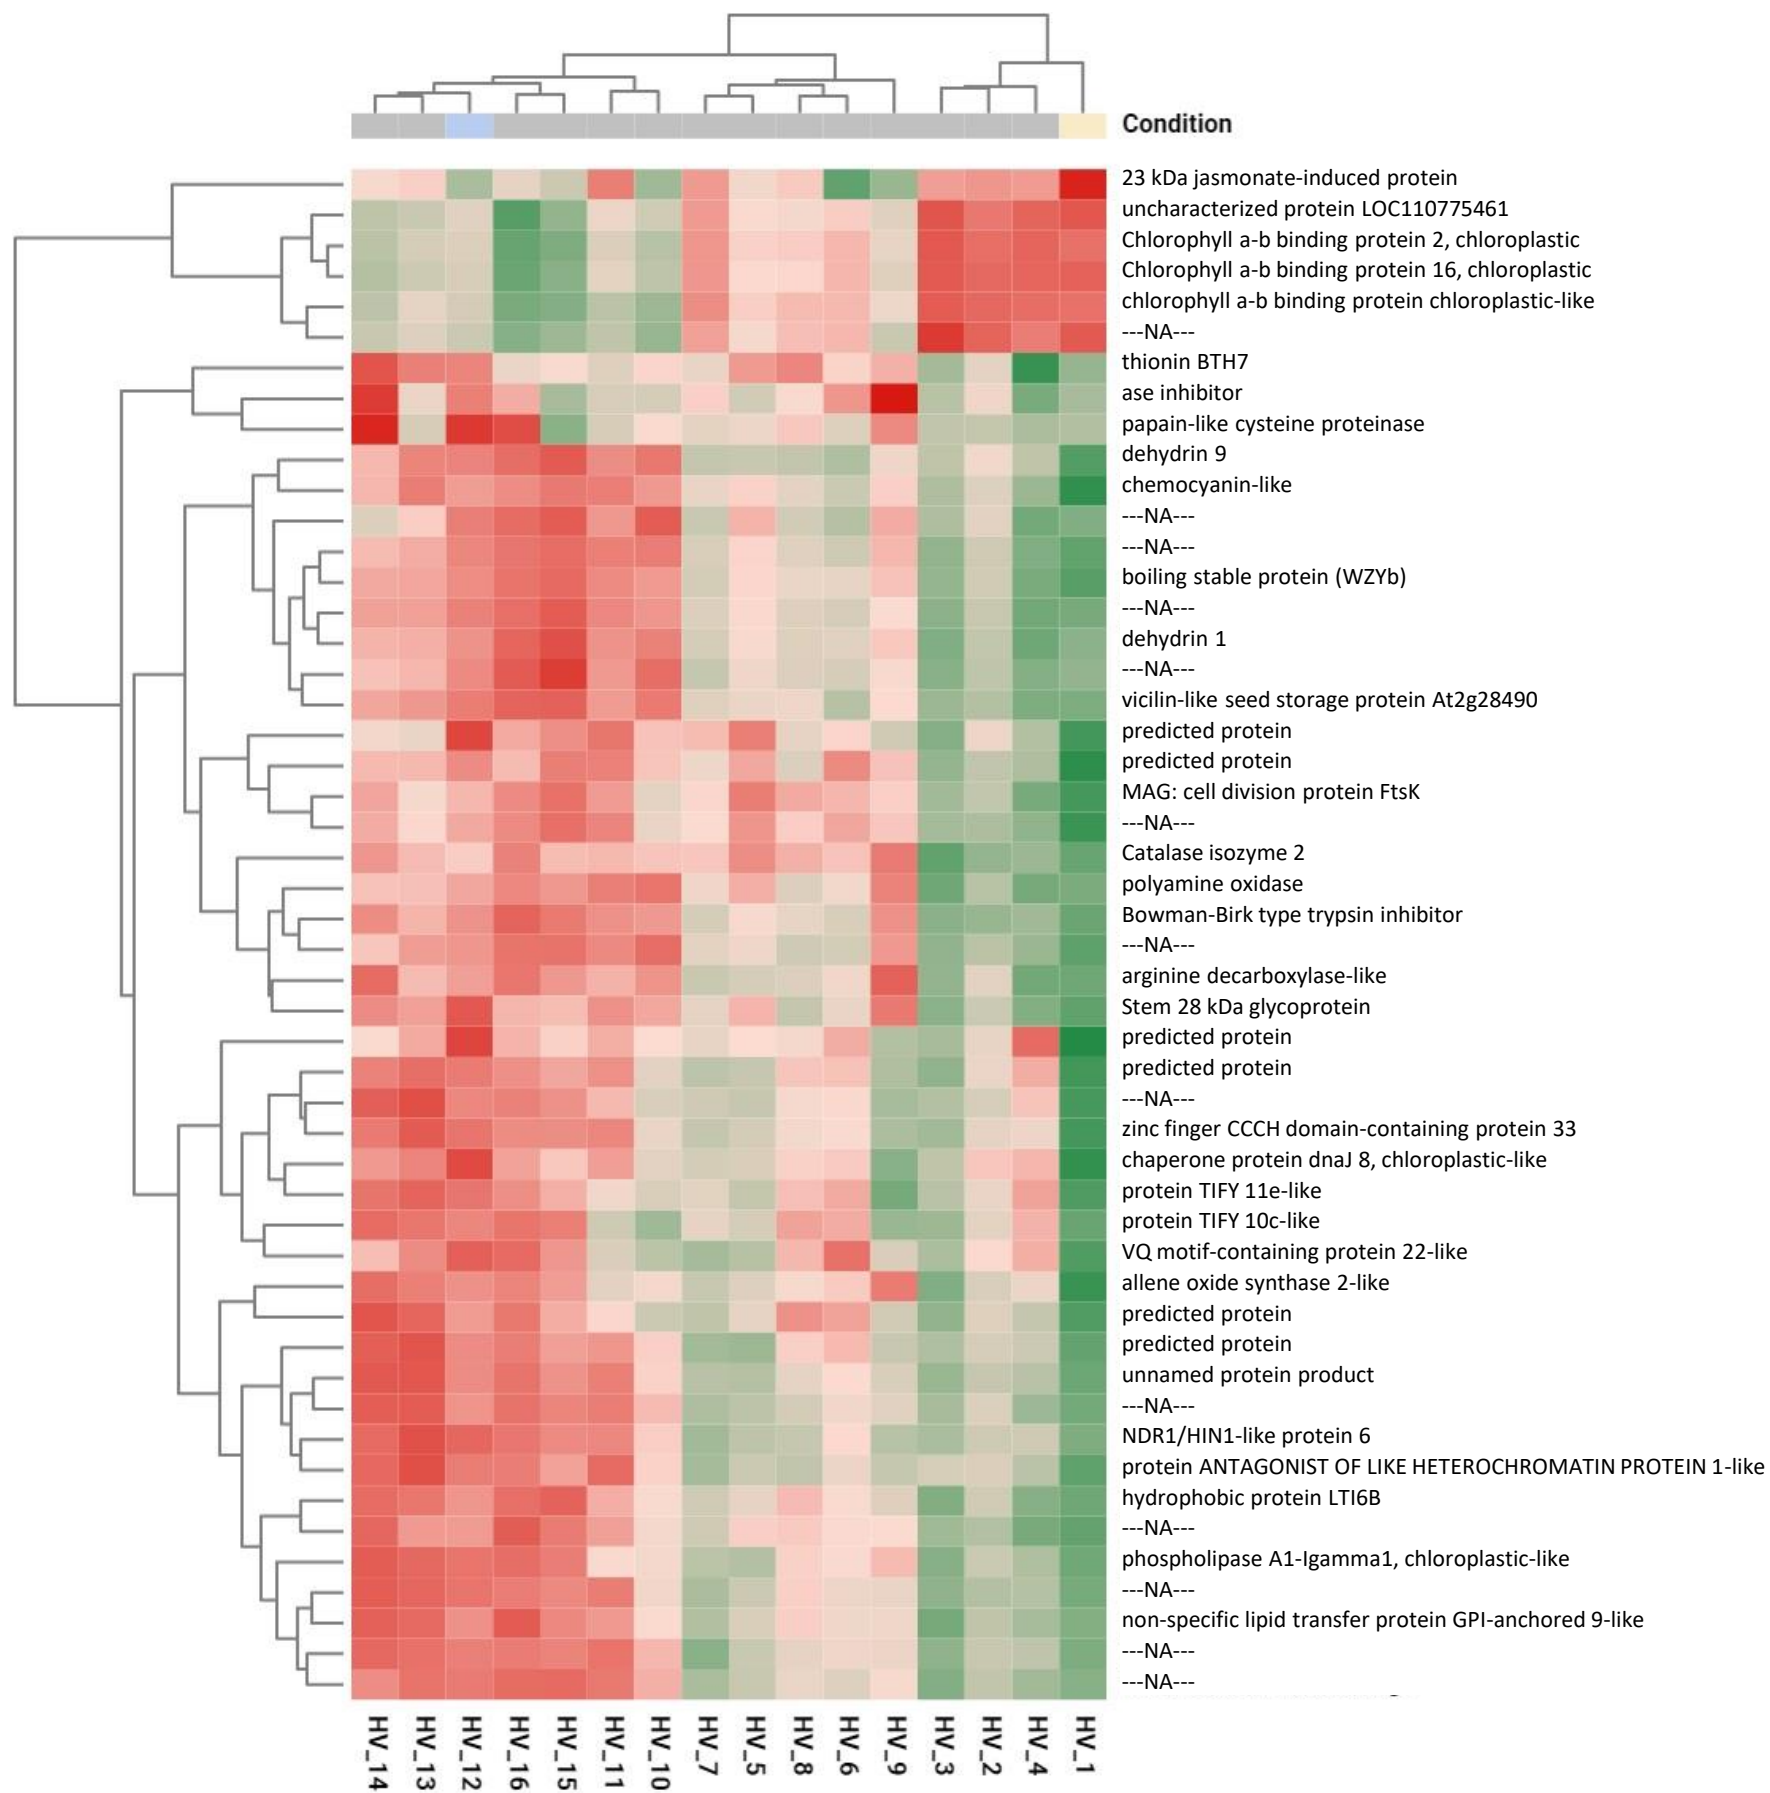 Condition
23 kDa jasmonate-induced protein
uncharacterized protein LOC110775461
Chlorophyll a-b binding protein 2, chloroplastic
Chlorophyll a-b binding protein 16, chloroplastic
chlorophyll a-b binding protein chloroplastic-like
---NA---
thionin BTH7
ase inhibitor
papain-like cysteine proteinase
dehydrin 9
chemocyanin-like
---NA---
---NA---
boiling stable protein (WZYb)
---NA---
dehydrin 1
---NA---
vicilin-like seed storage protein At2g28490
predicted protein
predicted protein
MAG: cell division protein FtsK
---NA---
Catalase isozyme 2
polyamine oxidase
Bowman-Birk type trypsin inhibitor
---NA---
arginine decarboxylase-like
Stem 28 kDa glycoprotein
predicted protein
predicted protein
---NA---
zinc finger CCCH domain-containing protein 33
chaperone protein dnaJ 8, chloroplastic-like
protein TIFY 11e-like
protein TIFY 10c-like
VQ motif-containing protein 22-like
allene oxide synthase 2-like
predicted protein
predicted protein
unnamed protein product
---NA---
NDR1/HIN1-like protein 6
protein ANTAGONIST OF LIKE HETEROCHROMATIN PROTEIN 1-like
hydrophobic protein LTI6B
---NA---
phospholipase A1-Igamma1, chloroplastic-like
---NA---
non-specific lipid transfer protein GPI-anchored 9-like
---NA---
---NA---
HV_14
HV_13
HV_12
HV_16
HV_15
HV_11
HV_10
HV_7
HV_5
HV_8
HV_6
HV_9
HV_3
HV_2
HV_4
HV_1